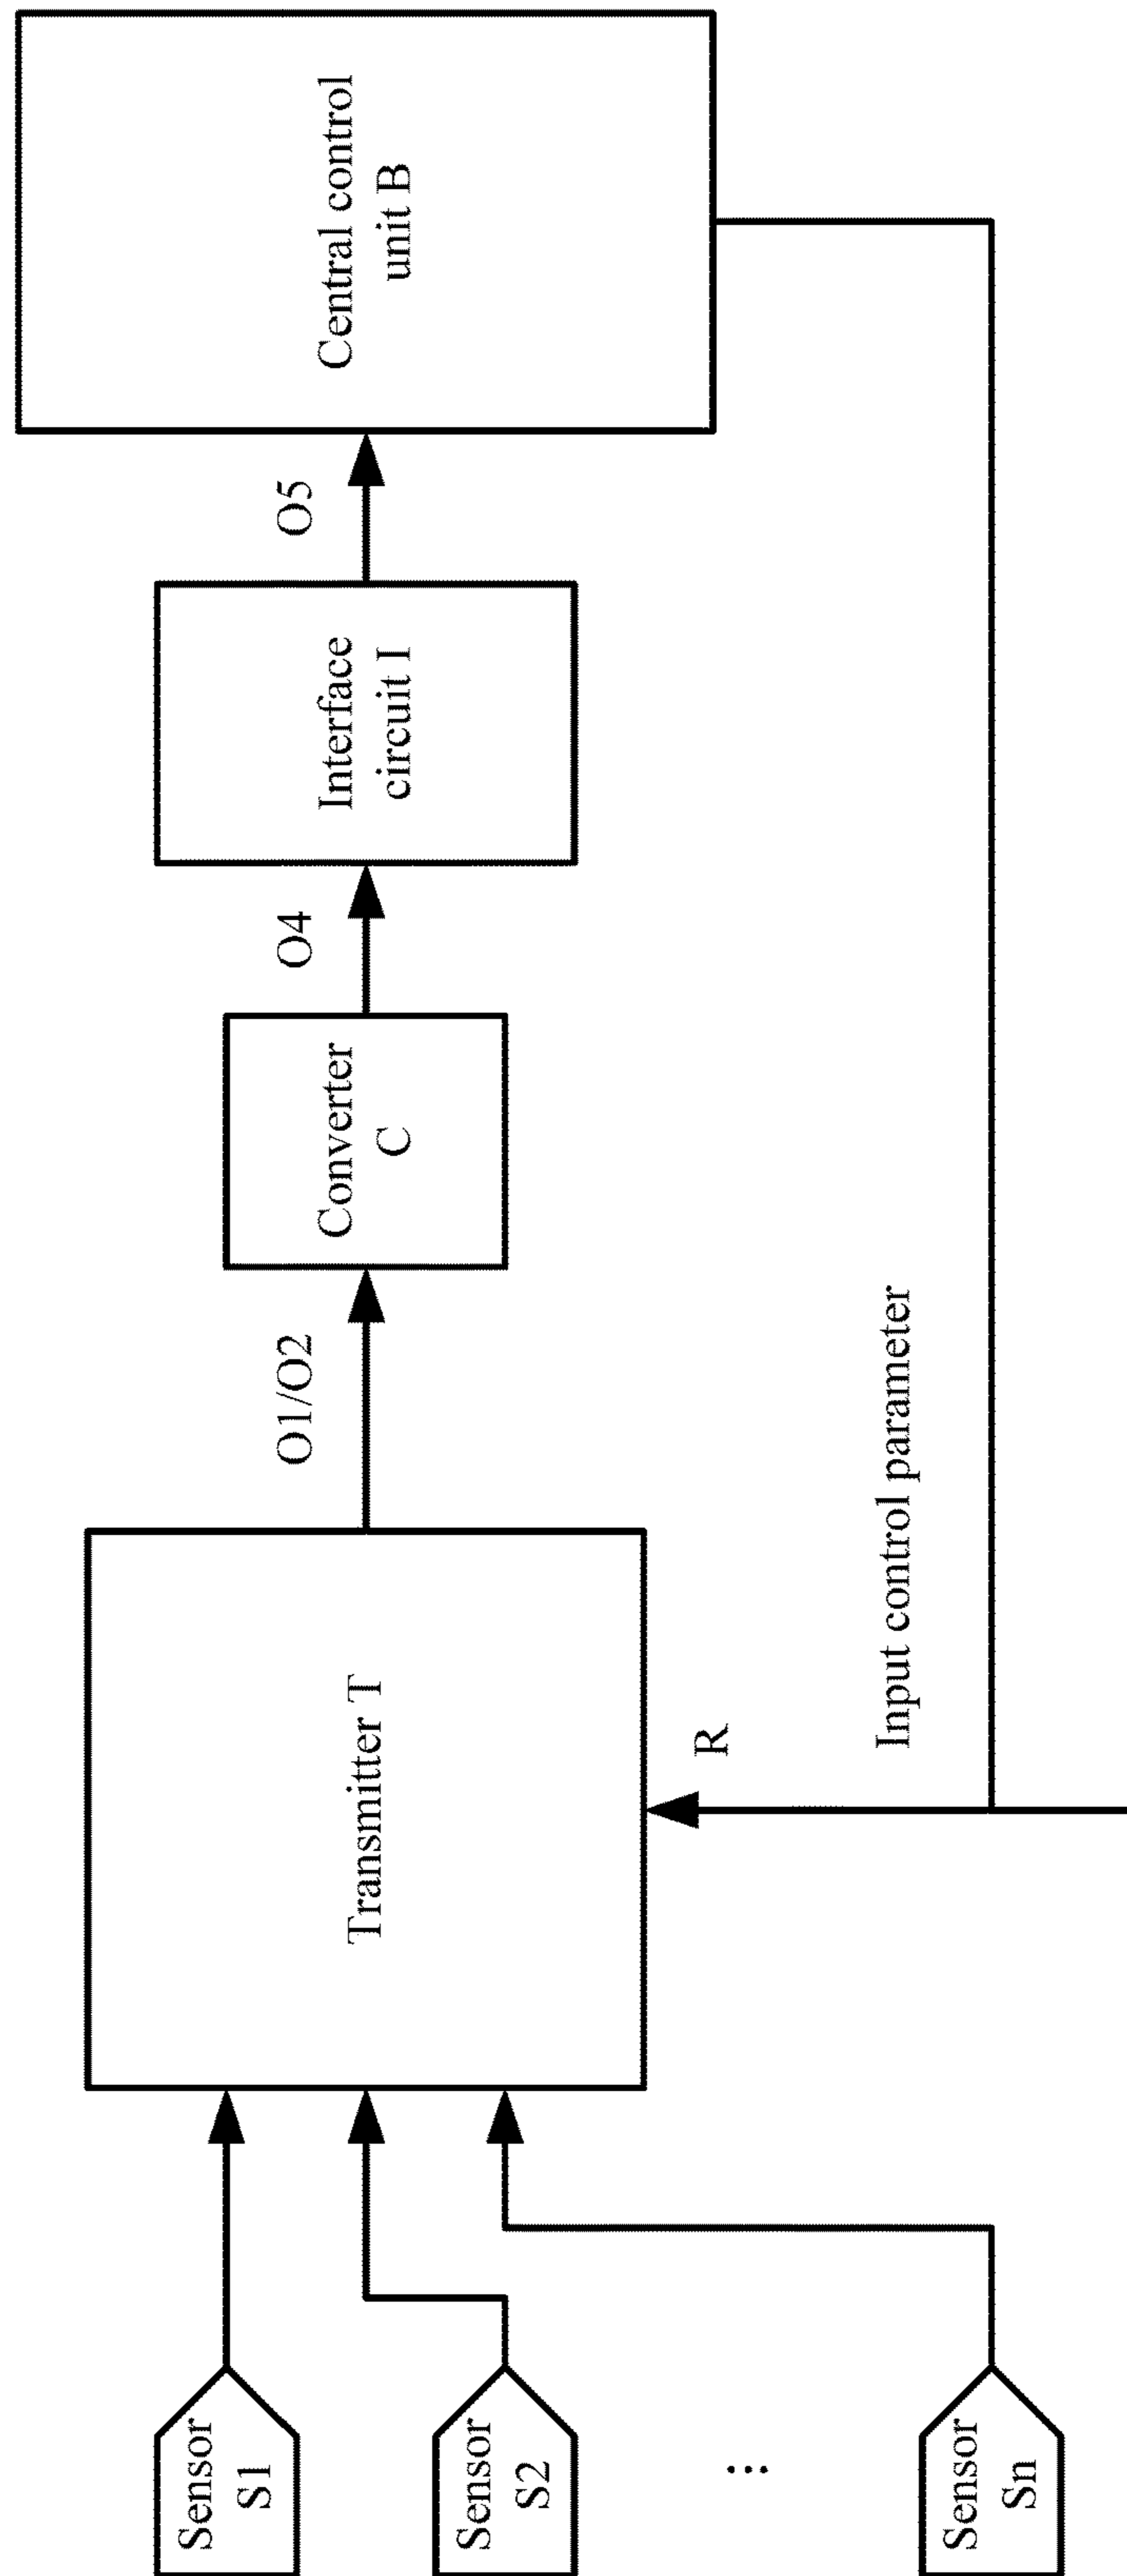 Sensor
S1
Sensor
S2
...
Sensor
Sn
Transmitter T
R
Input control parameter
O1/O2
Converter
C
O4
Interface
circuit I
O5
Central control
unit B